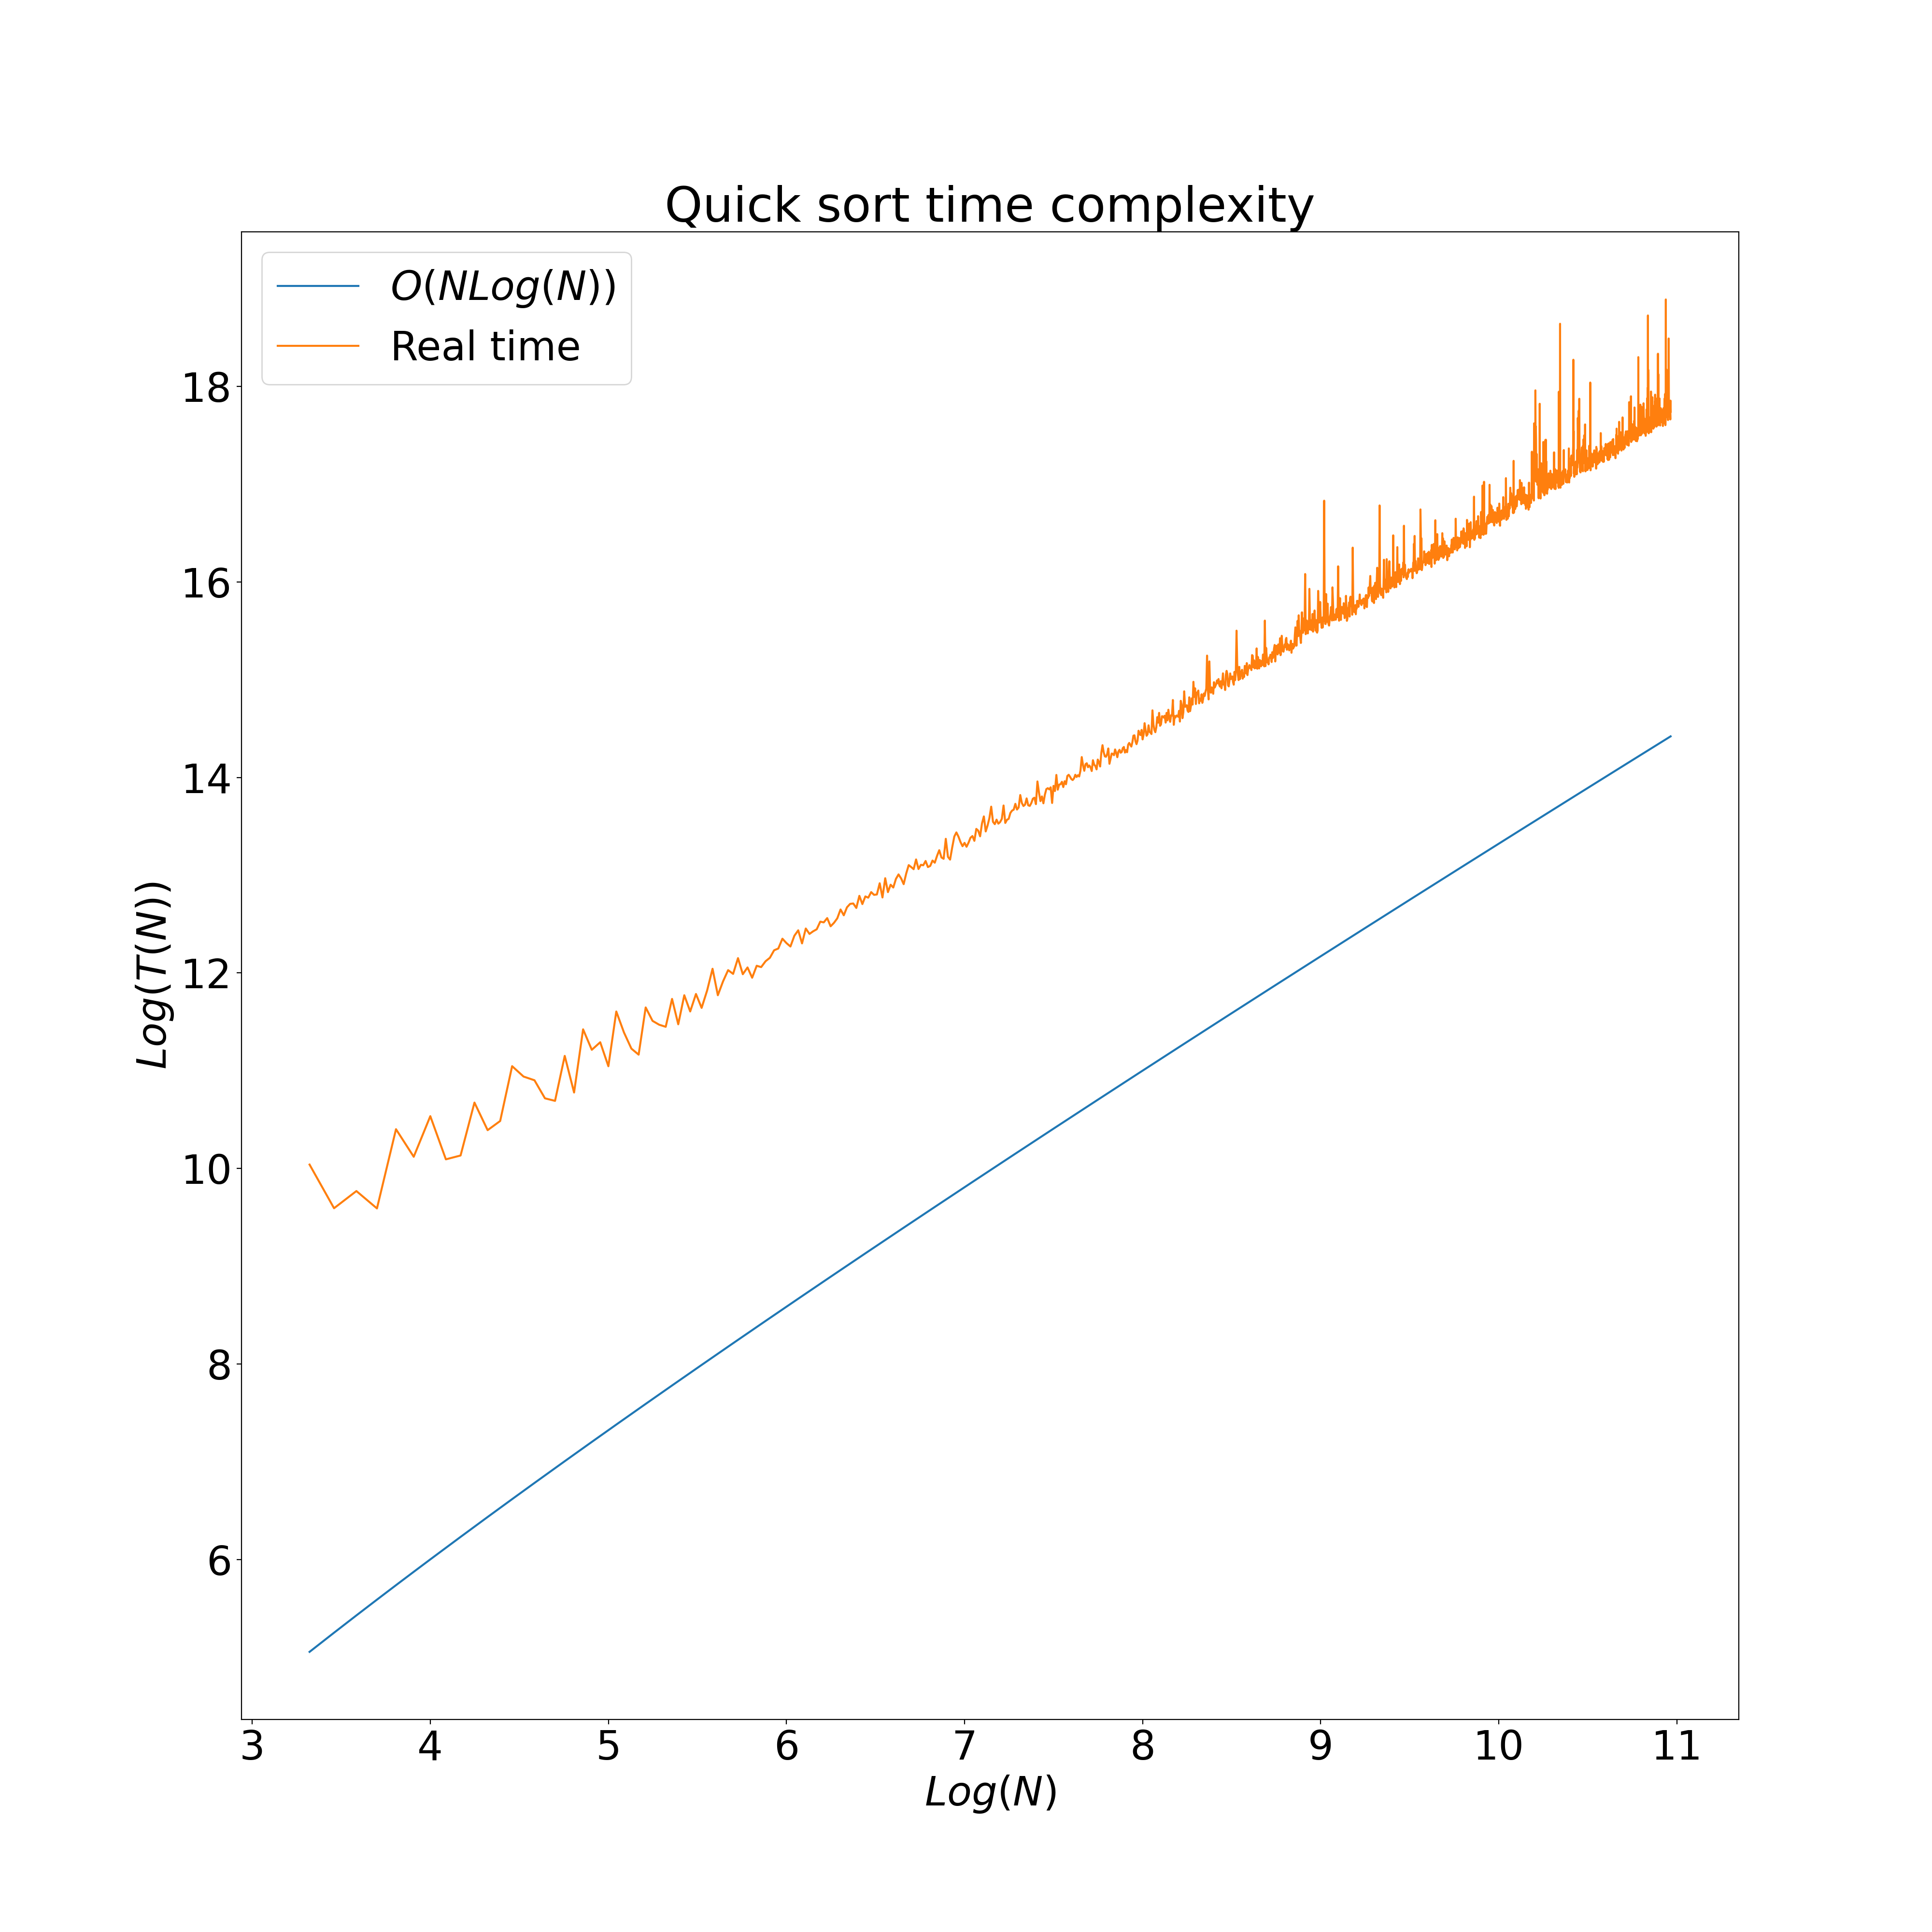 Quick sort time complexity
O(NLog(N))
Real time
18
16
14
12
10
8
6
Log(T(N))
3 4 5 6 7 8 9 10 11
Log(N)